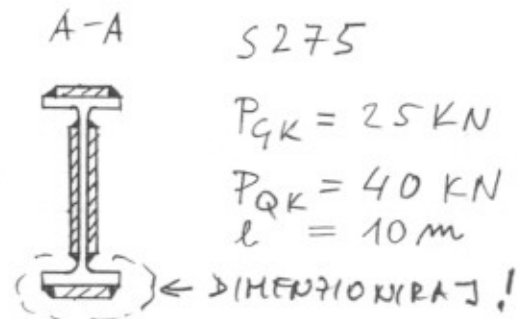 A-A
S275
P_GK = 25 KN
P_QK = 40 KN
l = 10 m
← DIMENZIONIRAJ!